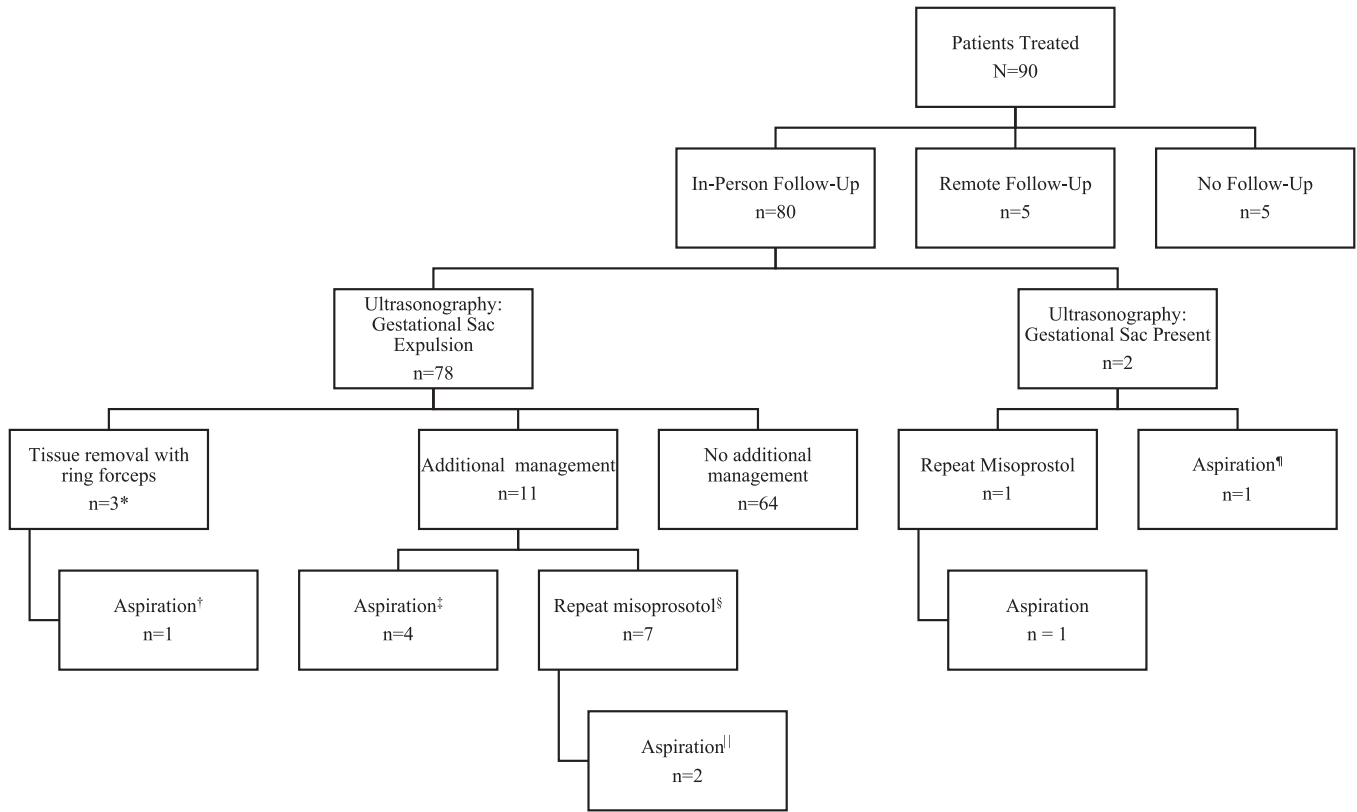 Patients Treated
N=90
In-Person Follow-Up
n=80
Remote Follow-Up
n=5
No Follow-Up
n=5
Ultrasonography:
Gestational Sac
Expulsion
n=78
Ultrasonography:
Gestational Sac Present
n=2
Tissue removal with
ring forceps
n=3*
Additional management
n=11
No additional
management
n=64
Repeat Misoprostol
n=1
Aspiration¶
n=1
Aspiration†
n=1
Aspiration‡
n=4
Repeat misoprosotol§
n=7
Aspiration
n = 1
Aspiration||
n=2